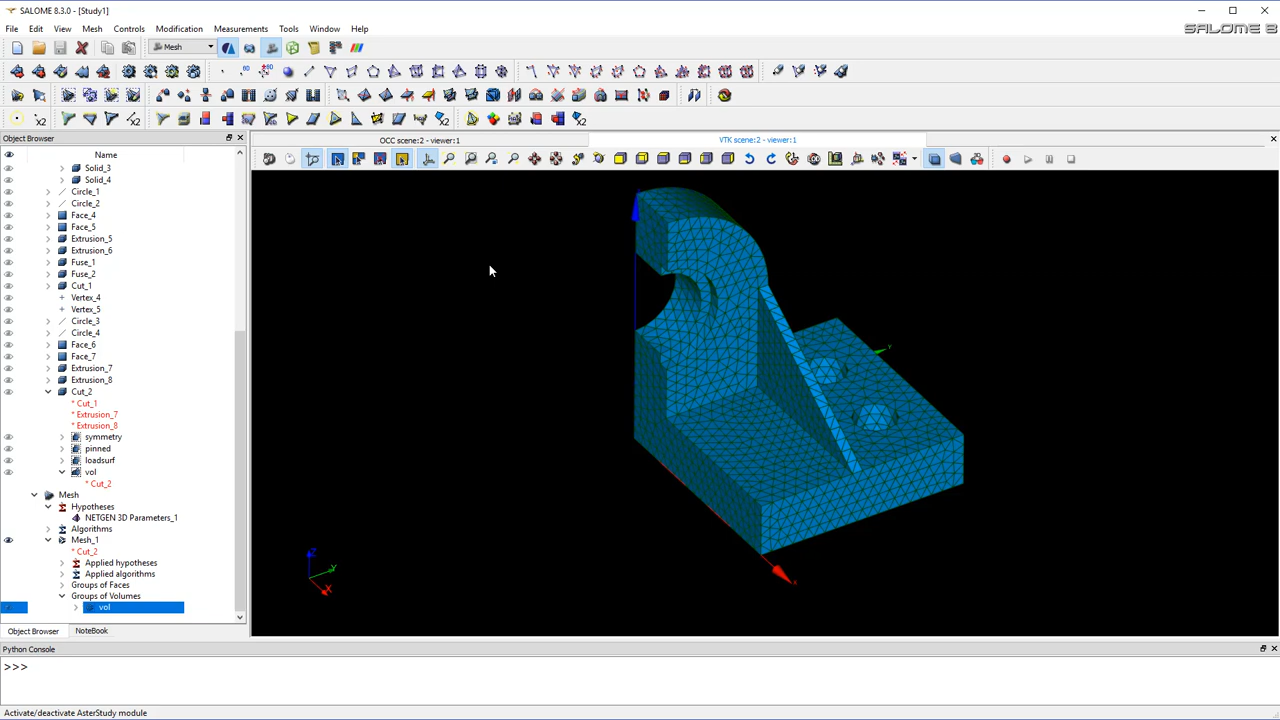 SALOME 8.3.0 - [Study1]
File Edit View Mesh Controls Modification Measurements Tools Window Help
SALOME 8
Mesh
Object Browser
OCC scene:2 - viewer:1
VTK scene:2 - viewer:1
Name
Solid_3
Solid_4
Circle_1
Circle_2
Face_4
Face_5
Extrusion_5
Extrusion_6
Fuse_1
Fuse_2
Cut_1
Vertex_4
Vertex_5
Circle_3
Circle_4
Face_6
Face_7
Extrusion_7
Extrusion_8
Cut_2
* Cut_1
* Extrusion_7
* Extrusion_8
symmetry
pinned
loadsurf
vol
* Cut_2
Mesh
Hypotheses
NETGEN 3D Parameters_1
Algorithms
Mesh_1
* Cut_2
Applied hypotheses
Applied algorithms
Groups of Faces
Groups of Volumes
vol
Y
X
Z
Y
X
Object Browser NoteBook
Python Console
>>>
Activate/deactivate AsterStudy module